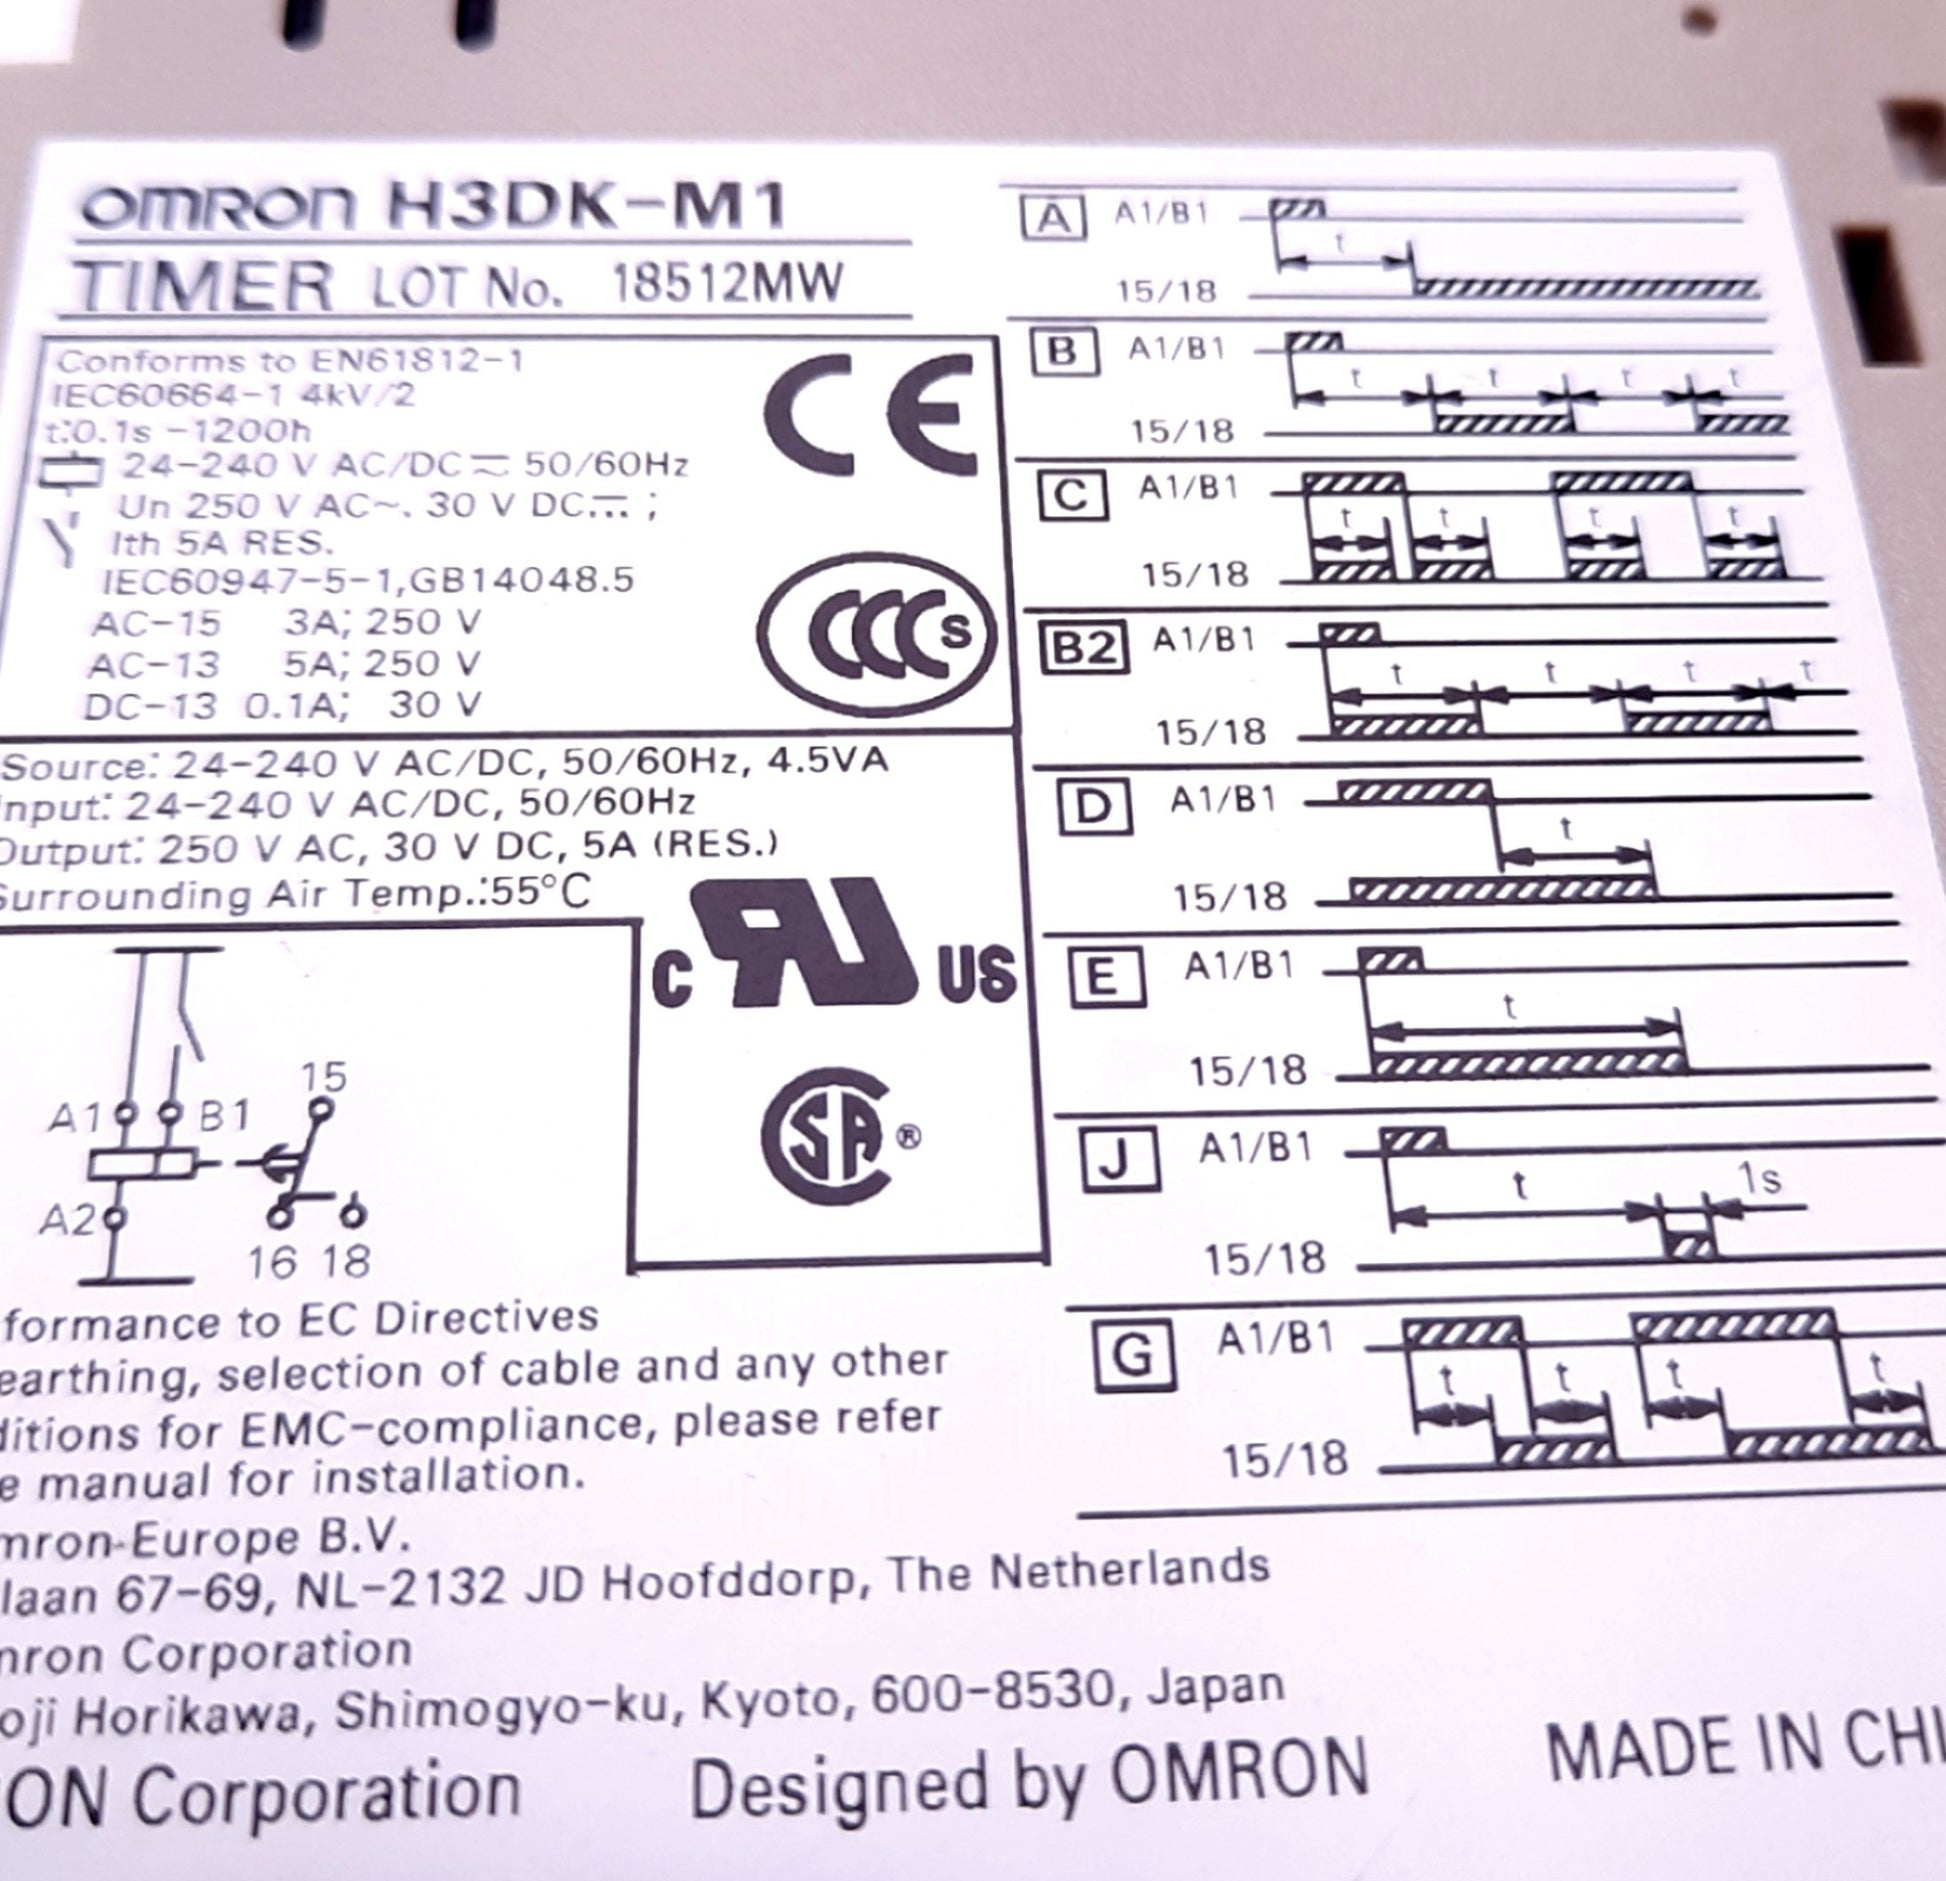 OMRON H3DK-M1
TIMER LOT No. 18512MW
Conforms to EN61812-1
IEC60664-1 4kV/2
t:0.1s -1200h
24-240 V AC/DC 50/60Hz
Un 250 V AC~. 30 V DC ;
Ith 5A RES.
IEC60947-5-1,GB14048.5
AC-15 3A; 250 V
AC-13 5A; 250 V
DC-13 0.1A; 30 V
CE
CCC S
Source: 24-240 V AC/DC, 50/60Hz, 4.5VA
nput: 24-240 V AC/DC, 50/60Hz
Output: 250 V AC, 30 V DC, 5A (RES.)
Surrounding Air Temp.:55°C
C RU US
CSA ®
15
A1 B1
A2
16 18
formance to EC Directives
earthing, selection of cable and any other
ditions for EMC-compliance, please refer
e manual for installation.
mron Europe B.V.
laan 67-69, NL-2132 JD Hoofddorp, The Netherlands
mron Corporation
oji Horikawa, Shimogyo-ku, Kyoto, 600-8530, Japan
ON Corporation Designed by OMRON MADE IN CHI
A A1/B1
t
15/18
B A1/B1
t t t t
15/18
C A1/B1
t t t t
15/18
B2 A1/B1
t t t t
15/18
D A1/B1
t
15/18
E A1/B1
t
15/18
J A1/B1
t 1s
15/18
G A1/B1
t t t t
15/18